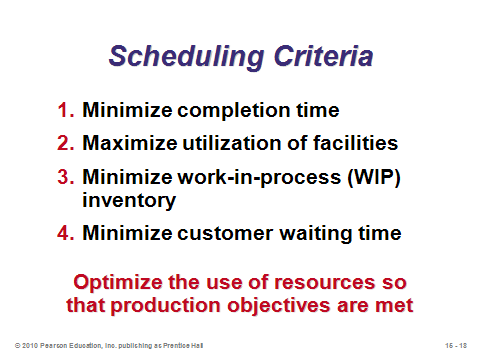 Scheduling Criteria
1. Minimize completion time
2. Maximize utilization of facilities
3. Minimize work-in-process (WIP)
inventory
4. Minimize customer waiting time
Optimize the use of resources so
that production objectives are met
© 2010 Pearson Education, Inc. publishing as Prentice Hall
15 - 18